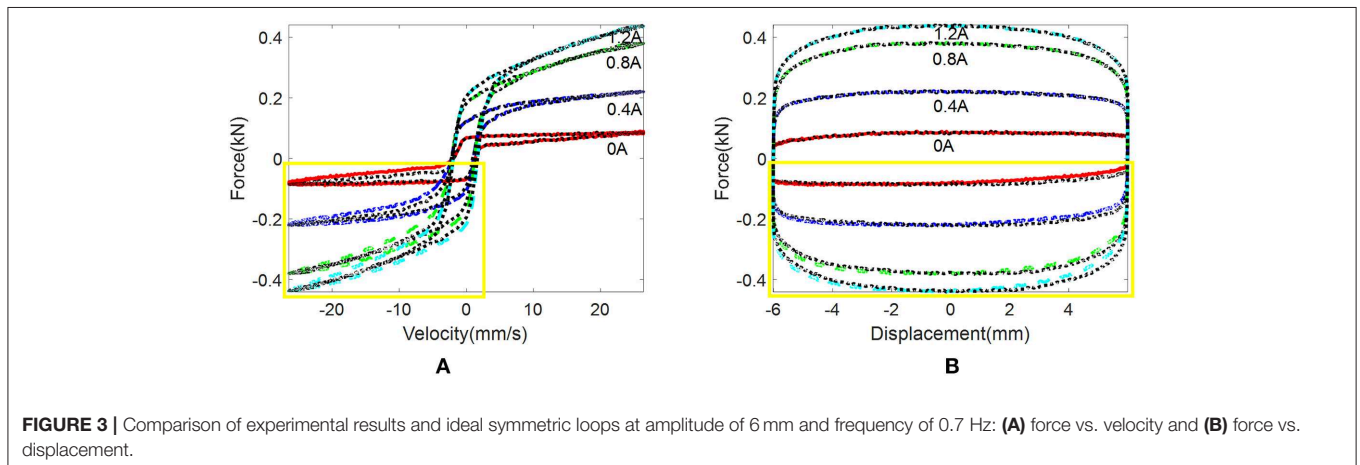 0.4
0.2
0
-0.2
-0.4
Force(kN)
1.2A
0.8A
0.4A
0A
-20
-10
0
10
20
Velocity(mm/s)
A
0.4
0.2
0
-0.2
-0.4
Force(kN)
1.2A
0.8A
0.4A
0A
-6
-4
-2
0
2
4
Displacement(mm)
B
FIGURE 3 | Comparison of experimental results and ideal symmetric loops at amplitude of 6 mm and frequency of 0.7 Hz: (A) force vs. velocity and (B) force vs.
displacement.